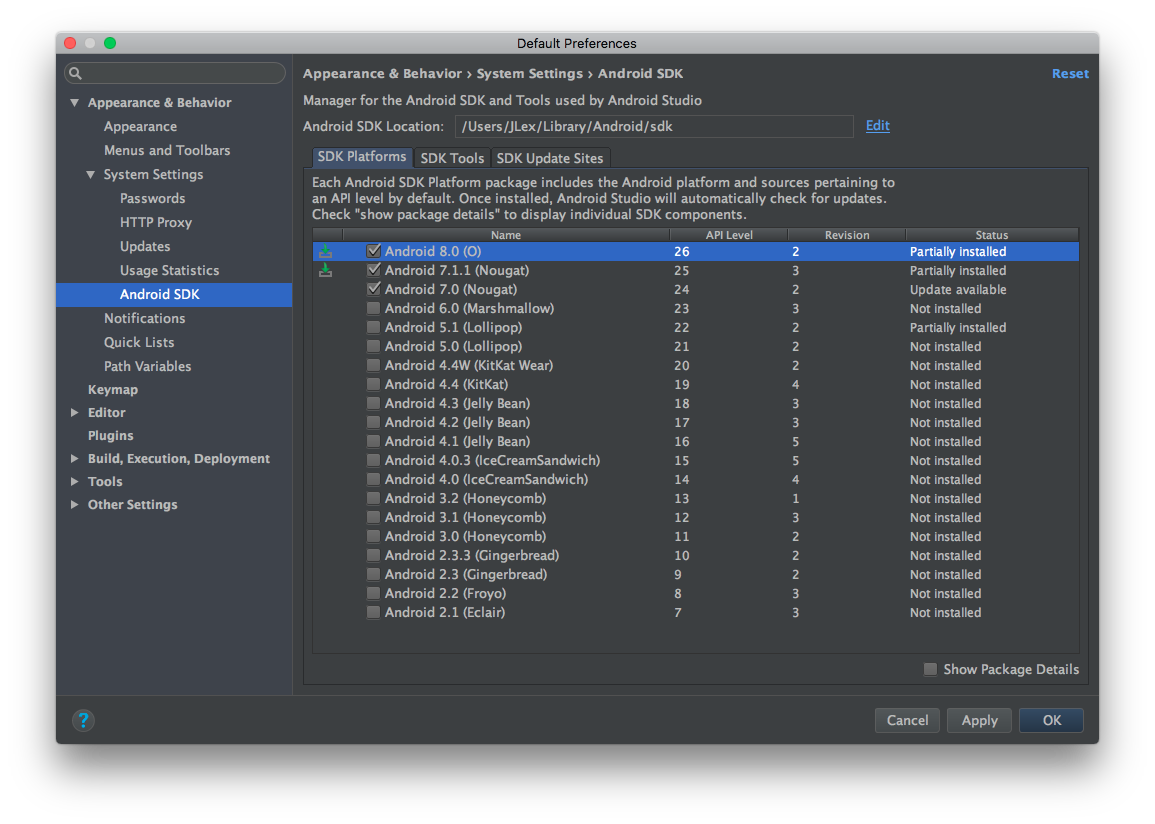 Default Preferences
Appearance & Behavior
Appearance
Menus and Toolbars
System Settings
Passwords
HTTP Proxy
Updates
Usage Statistics
Android SDK
Notifications
Quick Lists
Path Variables
Keymap
Editor
Plugins
Build, Execution, Deployment
Tools
Other Settings
Appearance & Behavior › System Settings › Android SDK Reset
Manager for the Android SDK and Tools used by Android Studio
Android SDK Location: /Users/JLex/Library/Android/sdk Edit
SDK Platforms SDK Tools SDK Update Sites
Each Android SDK Platform package includes the Android platform and sources pertaining to
an API level by default. Once installed, Android Studio will automatically check for updates.
Check "show package details" to display individual SDK components.
Name API Level Revision Status
Android 8.0 (O) 26 2 Partially installed
Android 7.1.1 (Nougat) 25 3 Partially installed
Android 7.0 (Nougat) 24 2 Update available
Android 6.0 (Marshmallow) 23 3 Not installed
Android 5.1 (Lollipop) 22 2 Partially installed
Android 5.0 (Lollipop) 21 2 Not installed
Android 4.4W (KitKat Wear) 20 2 Not installed
Android 4.4 (KitKat) 19 4 Not installed
Android 4.3 (Jelly Bean) 18 3 Not installed
Android 4.2 (Jelly Bean) 17 3 Not installed
Android 4.1 (Jelly Bean) 16 5 Not installed
Android 4.0.3 (IceCreamSandwich) 15 5 Not installed
Android 4.0 (IceCreamSandwich) 14 4 Not installed
Android 3.2 (Honeycomb) 13 1 Not installed
Android 3.1 (Honeycomb) 12 3 Not installed
Android 3.0 (Honeycomb) 11 2 Not installed
Android 2.3.3 (Gingerbread) 10 2 Not installed
Android 2.3 (Gingerbread) 9 2 Not installed
Android 2.2 (Froyo) 8 3 Not installed
Android 2.1 (Eclair) 7 3 Not installed
Show Package Details
? Cancel Apply OK